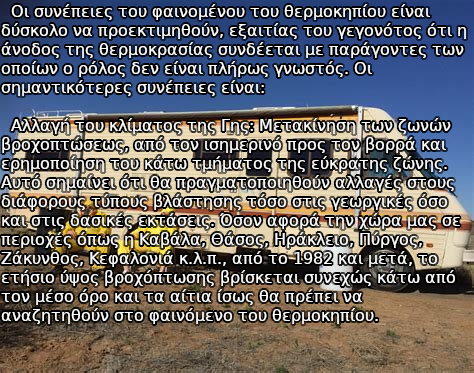 Οι συνέπειες του φαινομένου του θερμοκηπίου είναι
δύσκολο να προεκτιμηθούν, εξαιτίας του γεγονότος ότι η
άνοδος της θερμοκρασίας συνδέεται με παράγοντες των
οποίων ο ρόλος δεν είναι πλήρως γνωστός. Οι
σημαντικότερες συνέπειες είναι:
Αλλαγή του κλίματος της Γης: Μετακίνηση των ζωνών
βροχοπτώσεως, από τον ισημερινό προς τον βορρά και
ερημοποίηση του κάτω τμήματος της εύκρατης ζώνης.
Αυτό σημαίνει ότι θα πραγματοποιηθούν αλλαγές στους
διάφορους τύπους βλάστησης τόσο στις γεωργικές όσο
και στις δασικές εκτάσεις. Όσον αφορά την χώρα μας σε
περιοχές όπως η Καβάλα, Θάσος, Ηράκλειο, Πύργος,
Ζάκυνθος, Κεφαλονιά κ.λ.π., από το 1982 και μετά, το
ετήσιο ύψος βροχόπτωσης βρίσκεται συνεχώς κάτω από
τον μέσο όρο και τα αίτια ίσως θα πρέπει να
αναζητηθούν στο φαινόμενο του θερμοκηπίου.